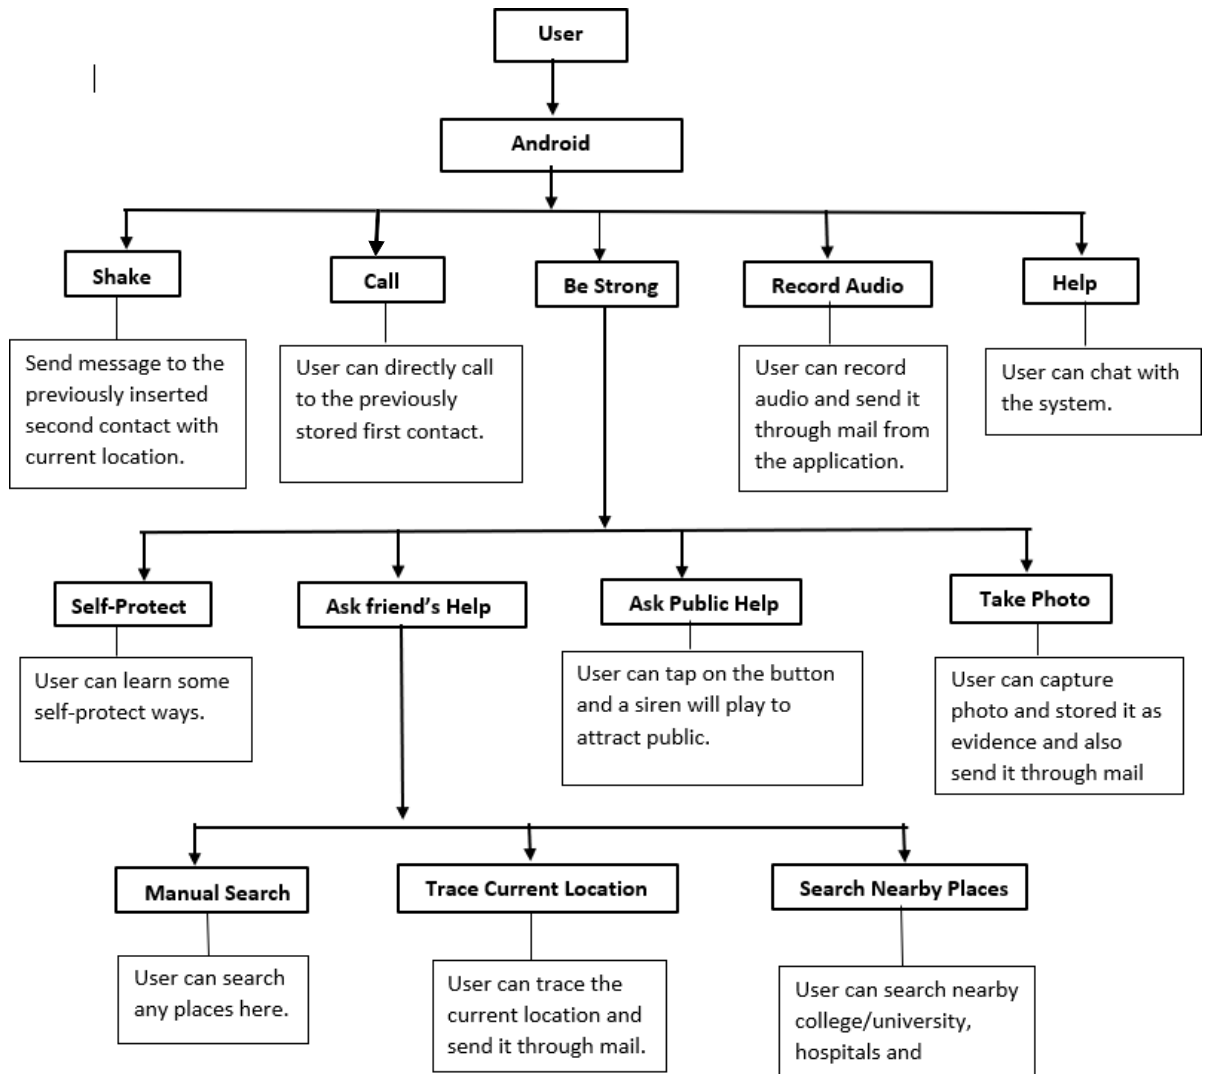 User
Android
Shake
Call
Be Strong
Record Audio
Help
Send message to the
previously inserted
second contact with
current location.
User can directly call
to the previously
stored first contact.
User can record
audio and send it
through mail from
the application.
User can chat with
the system.
Self-Protect
Ask friend's Help
Ask Public Help
Take Photo
User can learn some
self-protect ways.
User can tap on the button
and a siren will play to
attract public.
User can capture
photo and stored it as
evidence and also
send it through mail
Manual Search
Trace Current Location
Search Nearby Places
User can search
any places here.
User can trace the
current location and
send it through mail.
User can search nearby
college/university,
hospitals and